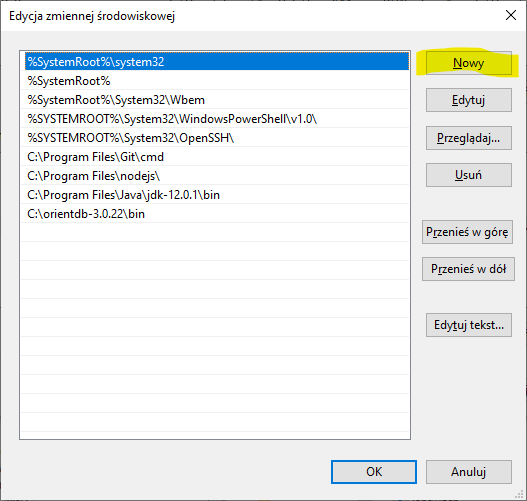 Edycja zmiennej środowiskowej
%SystemRoot%\system32
%SystemRoot%
%SystemRoot%\System32\Wbem
%SYSTEMROOT%\System32\WindowsPowerShell\v1.0\
%SYSTEMROOT%\System32\OpenSSH\
C:\Program Files\Git\cmd
C:\Program Files\nodejs\
C:\Program Files\Java\jdk-12.0.1\bin
C:\orientdb-3.0.22\bin
Nowy
Edytuj
Przeglądaj...
Usuń
Przenieś w górę
Przenieś w dół
Edytuj tekst...
OK
Anuluj